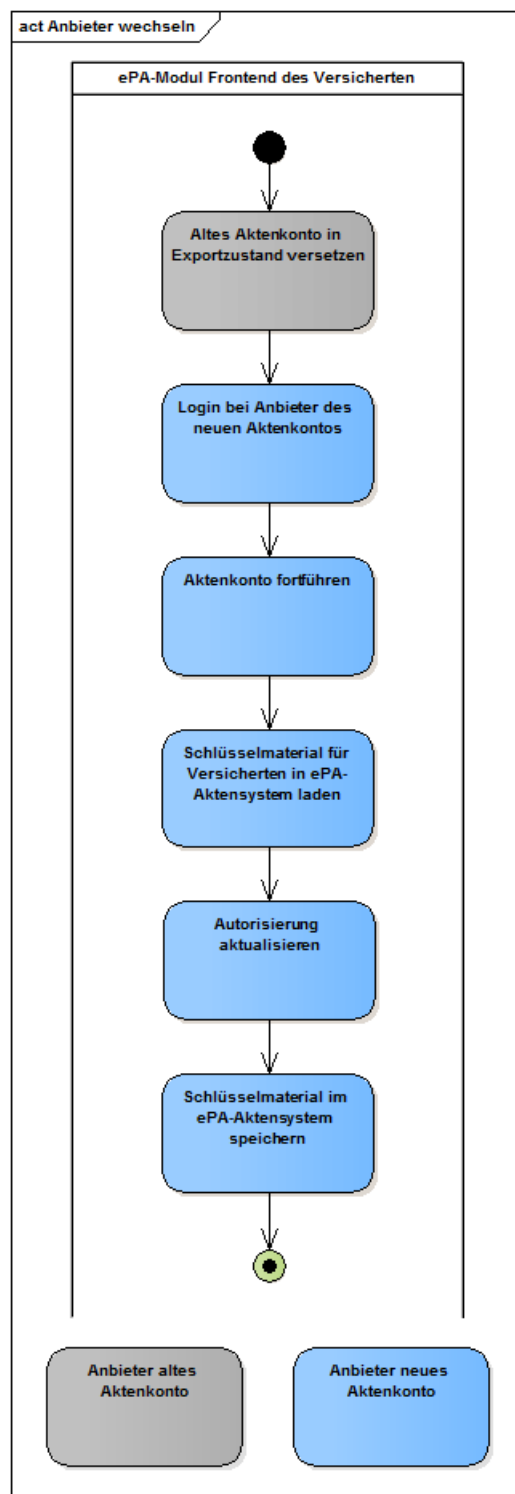 act Anbieter wechseln
ePA-Modul Frontend des Versicherten
Altes Aktenkonto in
Exportzustand versetzen
Login bei Anbieter des
neuen Aktenkontos
Aktenkonto fortführen
Schlüsselmaterial für
Versicherten in ePA-
Aktensystem laden
Autorisierung
aktualisieren
Schlüsselmaterial im
ePA-Aktensystem
speichern
Anbieter altes
Aktenkonto
Anbieter neues
Aktenkonto